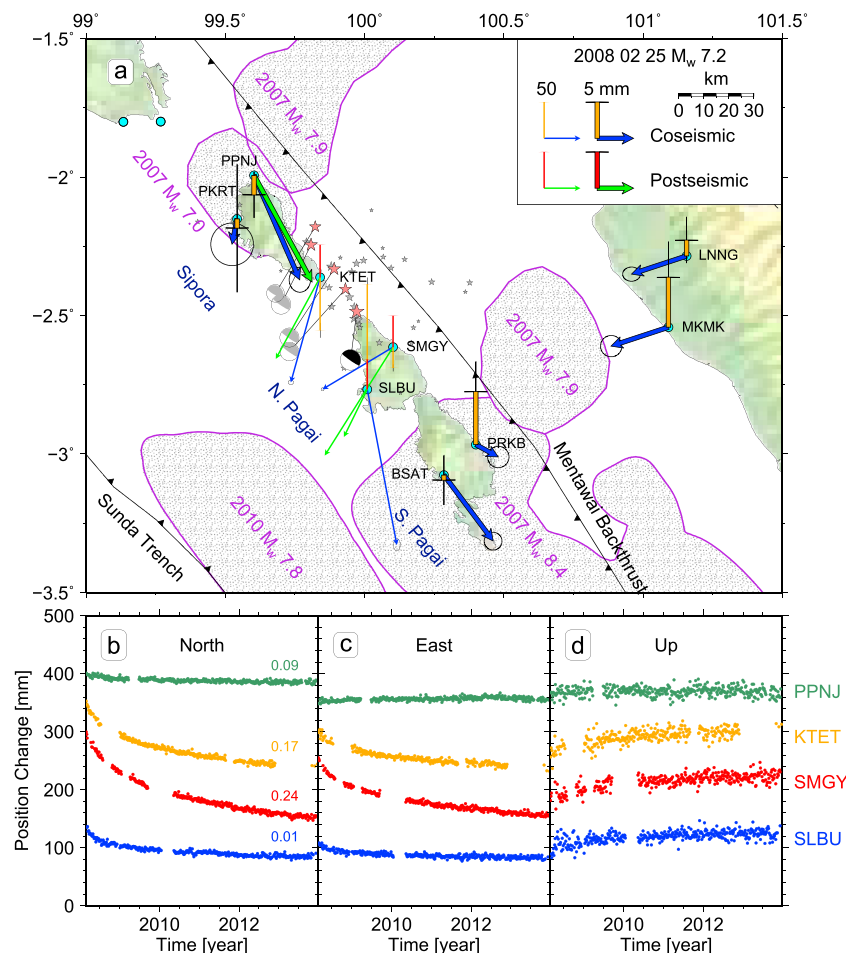 99° 99.5° 100° 100.5° 101° 101.5°
−1.5°
−2°
−2.5°
−3°
−3.5°
a
2008 02 25 Mw 7.2
50 5 mm km
0 10 20 30
Coseismic
Postseismic
2007 Mw 7.9
2007 Mw 7.0
PPNJ
PKRT
KTET
Sipora
SMGY
SLBU
N. Pagai
LNNG
MKMK
2007 Mw 7.9
PRKB
BSAT
S. Pagai
2007 Mw 8.4
2010 Mw 7.8
Sunda Trench
Mentawai Backthrust
Position Change [mm]
500
400
300
200
100
0
b North
0.09
0.17
0.24
0.01
c East
d Up
PPNJ
KTET
SMGY
SLBU
2010 2012 2010 2012 2010 2012
Time [year] Time [year] Time [year]